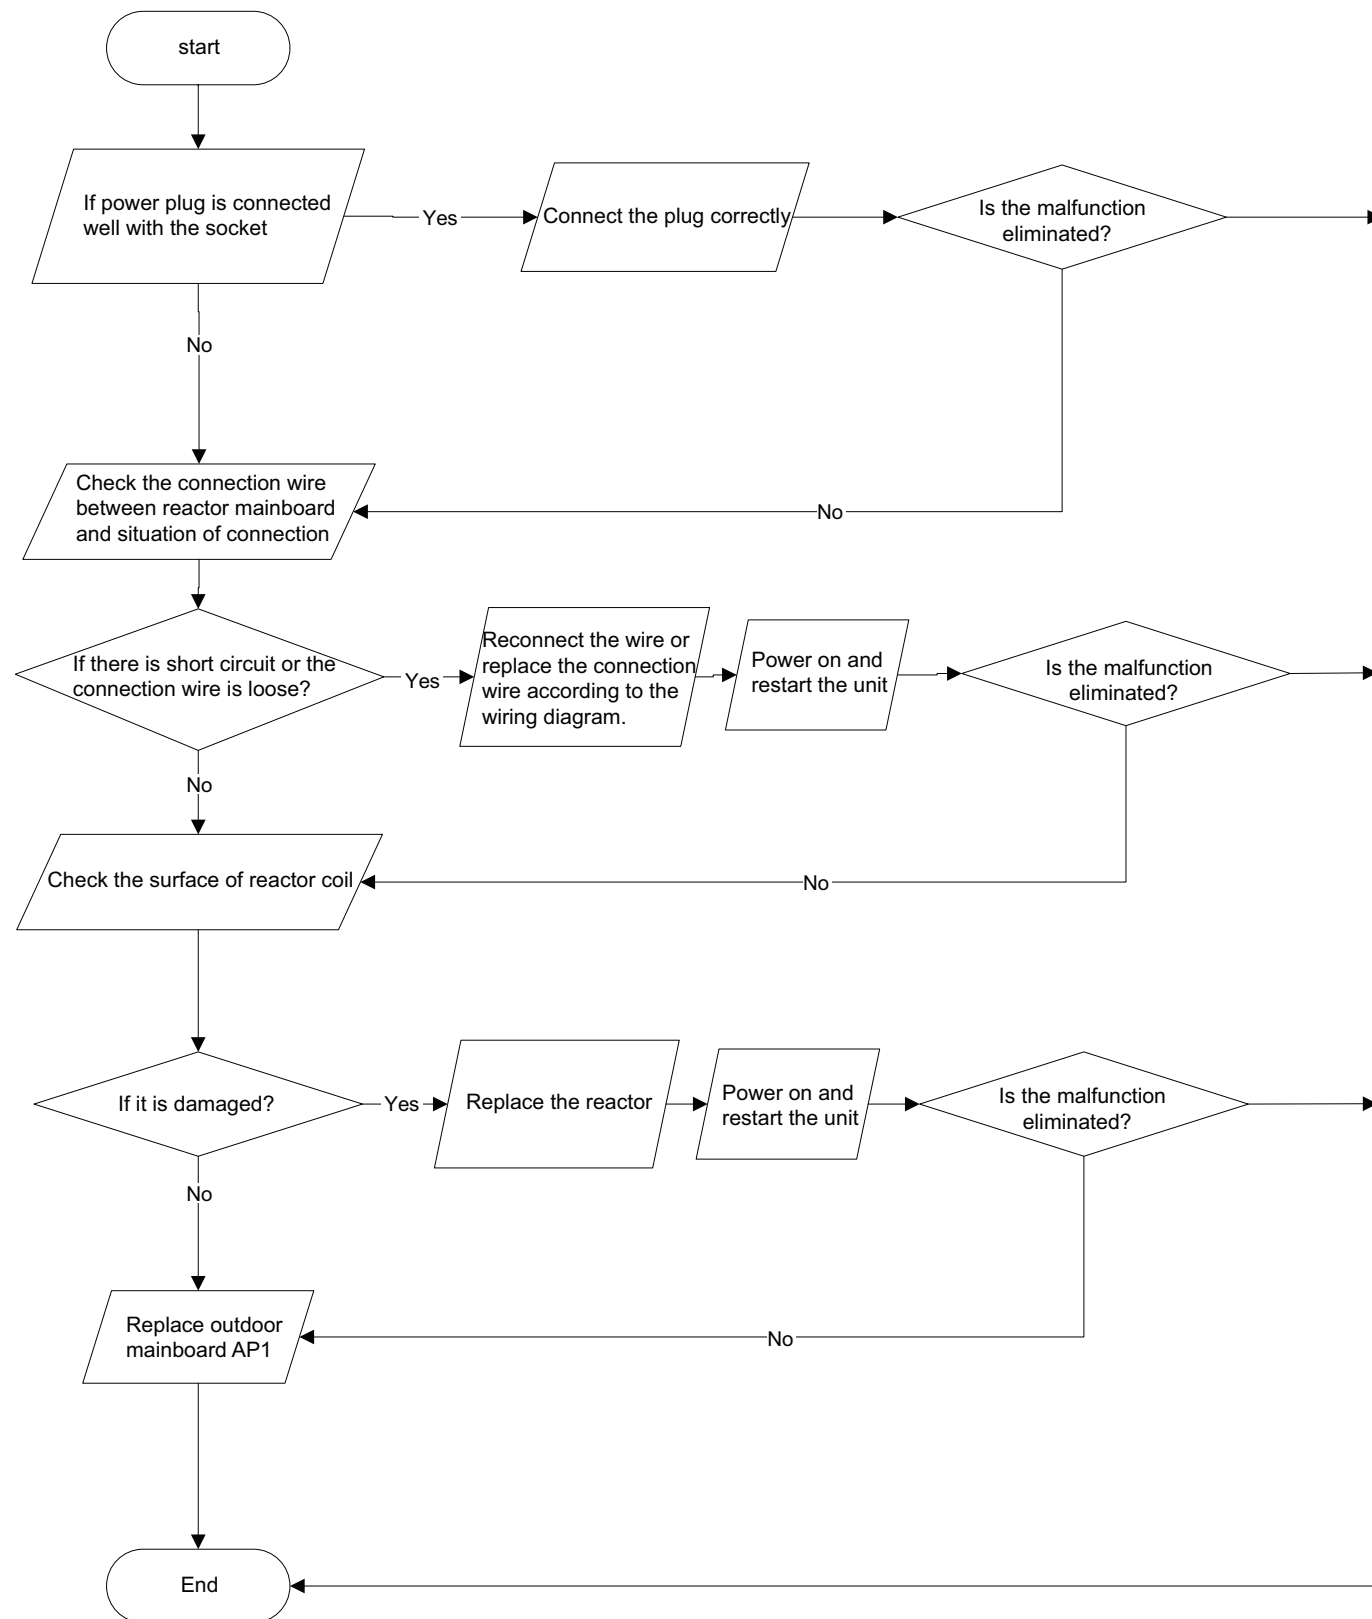 start
If power plug is connected
well with the socket
Yes
Connect the plug correctly
Is the malfunction
eliminated?
No
Check the connection wire
between reactor mainboard
and situation of connection
No
If there is short circuit or the
connection wire is loose?
Yes
Reconnect the wire or
replace the connection
wire according to the
wiring diagram.
Power on and
restart the unit
Is the malfunction
eliminated?
No
Check the surface of reactor coil
No
If it is damaged?
Yes
Replace the reactor
Power on and
restart the unit
Is the malfunction
eliminated?
No
Replace outdoor
mainboard AP1
No
End